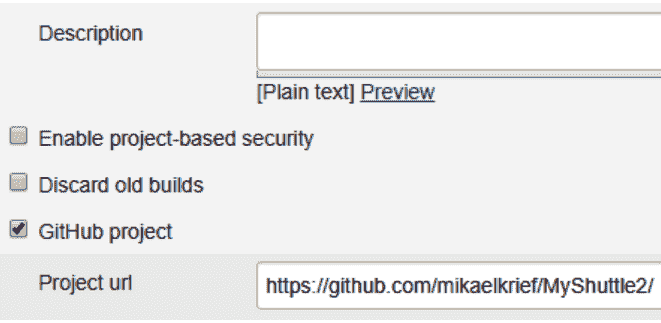 Description
[Plain text] Preview
Enable project-based security
Discard old builds
GitHub project
Project url https://github.com/mikaelkrief/MyShuttle2/